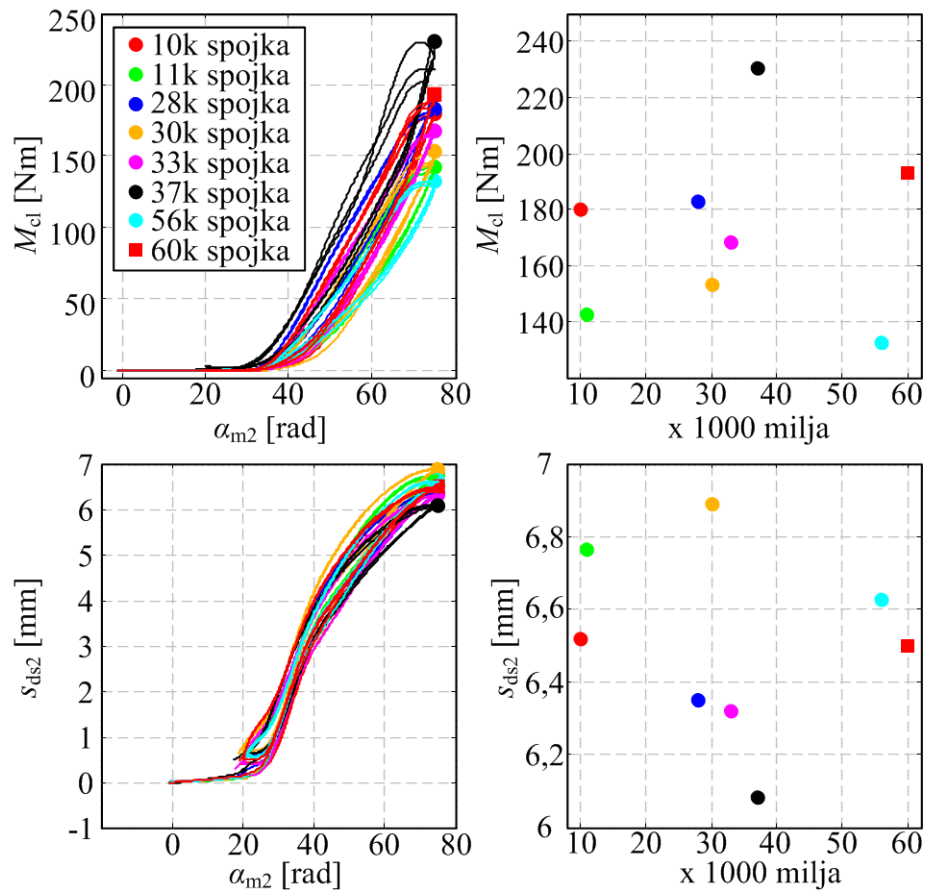 250
200
150
100
50
0
M_cl [Nm]
10k spojka
11k spojka
28k spojka
30k spojka
33k spojka
37k spojka
56k spojka
60k spojka
0 20 40 60 80
α_m2 [rad]
240
220
200
180
160
140
M_cl [Nm]
10 20 30 40 50 60
x 1000 milja
7
6
5
4
3
2
1
0
-1
s_ds2 [mm]
0 20 40 60 80
α_m2 [rad]
7
6,8
6,6
6,4
6,2
6
s_ds2 [mm]
10 20 30 40 50 60
x 1000 milja